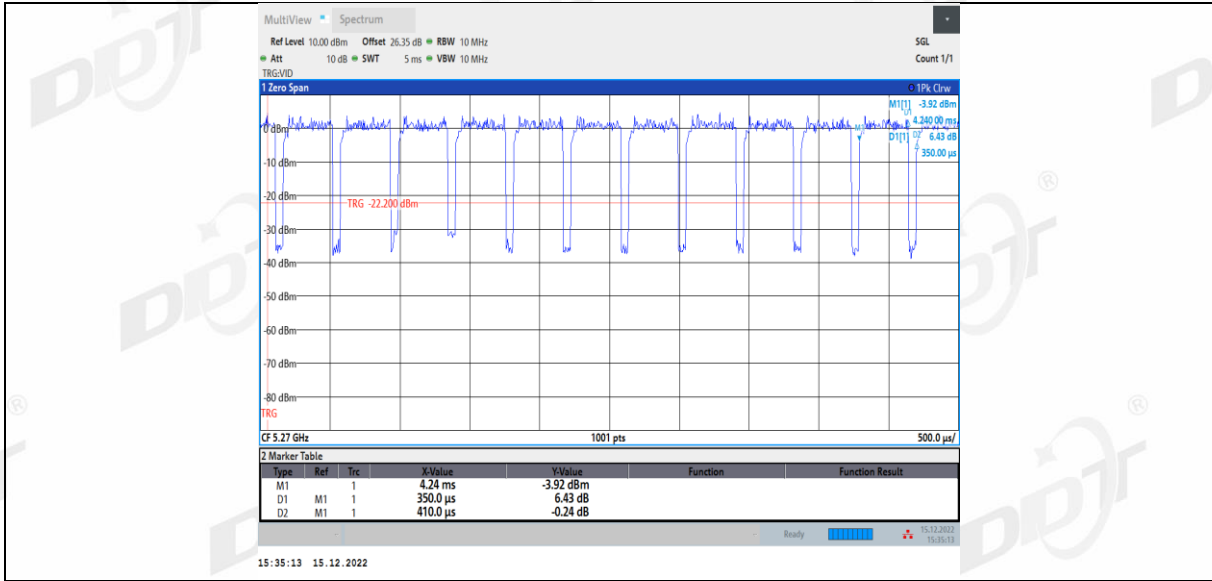 MultiView Spectrum
Ref Level 10.00 dBm Offset 26.35 dB RBW 10 MHz SGL
Att 10 dB SWT 5 ms VBW 10 MHz Count 1/1
TRG:VID
1 Zero Span 1Pk Clrw
M1[1] -3.92 dBm
4.240 00 ms
D1[1] 6.43 dB
350.00 µs
M1
D1
D2
0 dBm
-10 dBm
-20 dBm
TRG -22.200 dBm
-30 dBm
-40 dBm
-50 dBm
-60 dBm
-70 dBm
-80 dBm
TRG
CF 5.27 GHz 1001 pts 500.0 µs/
2 Marker Table
Type Ref Trc X-Value Y-Value Function Function Result
M1 1 4.24 ms -3.92 dBm
D1 M1 1 350.0 µs 6.43 dB
D2 M1 1 410.0 µs -0.24 dB
Ready 15.12.2022
15:35:13
15:35:13 15.12.2022
DDT
®